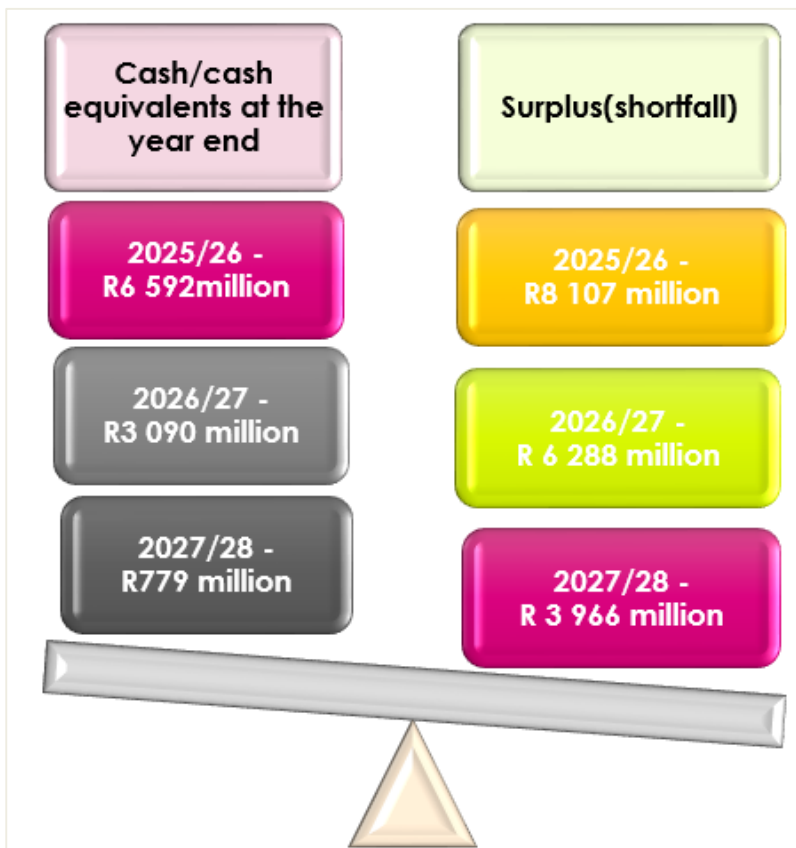 Cash/cash
equivalents at the
year end
2025/26 -
R6 592million
2026/27 -
R3 090 million
2027/28 -
R779 million
Surplus(shortfall)
2025/26 -
R8 107 million
2026/27 -
R 6 288 million
2027/28 -
R 3 966 million